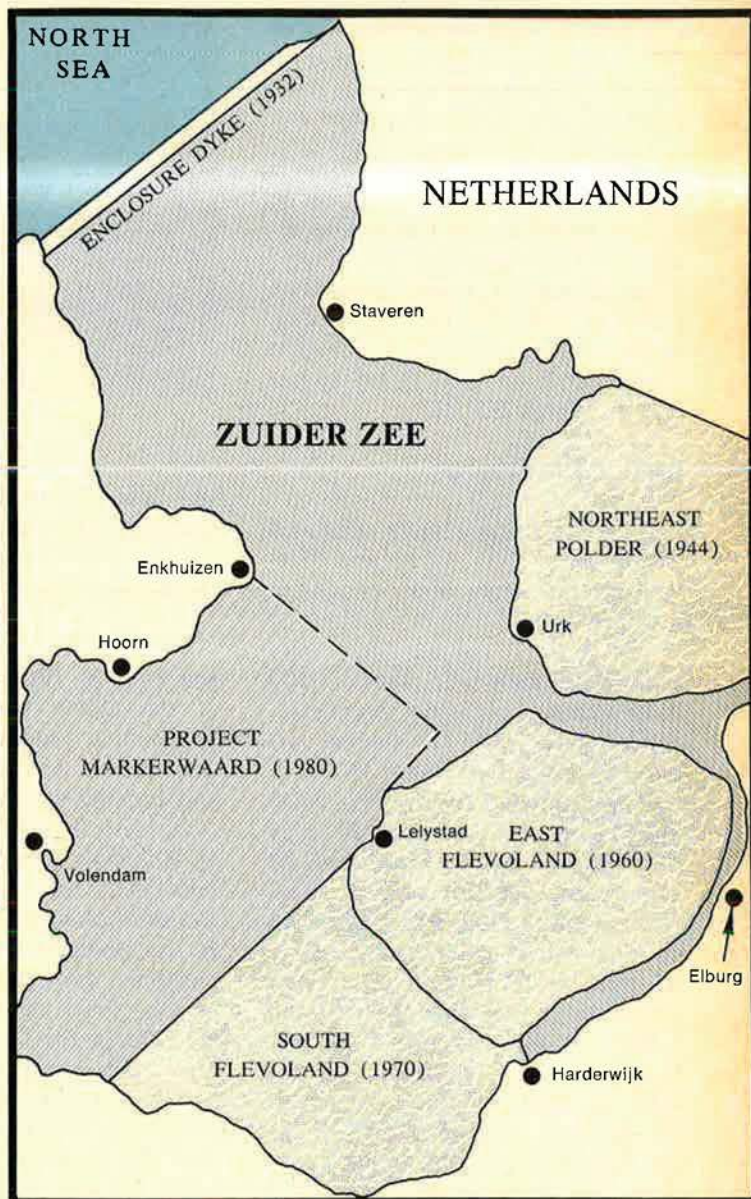 NORTH
SEA
ENCLOSURE DYKE (1932)
NETHERLANDS
Staveren
ZUIDER ZEE
NORTHEAST
POLDER (1944)
Enkhuizen
Urk
Hoorn
PROJECT
MARKERWAARD (1980)
Lelystad
EAST
FLEVOLAND (1960)
Volendam
Elburg
SOUTH
FLEVOLAND (1970)
Harderwijk